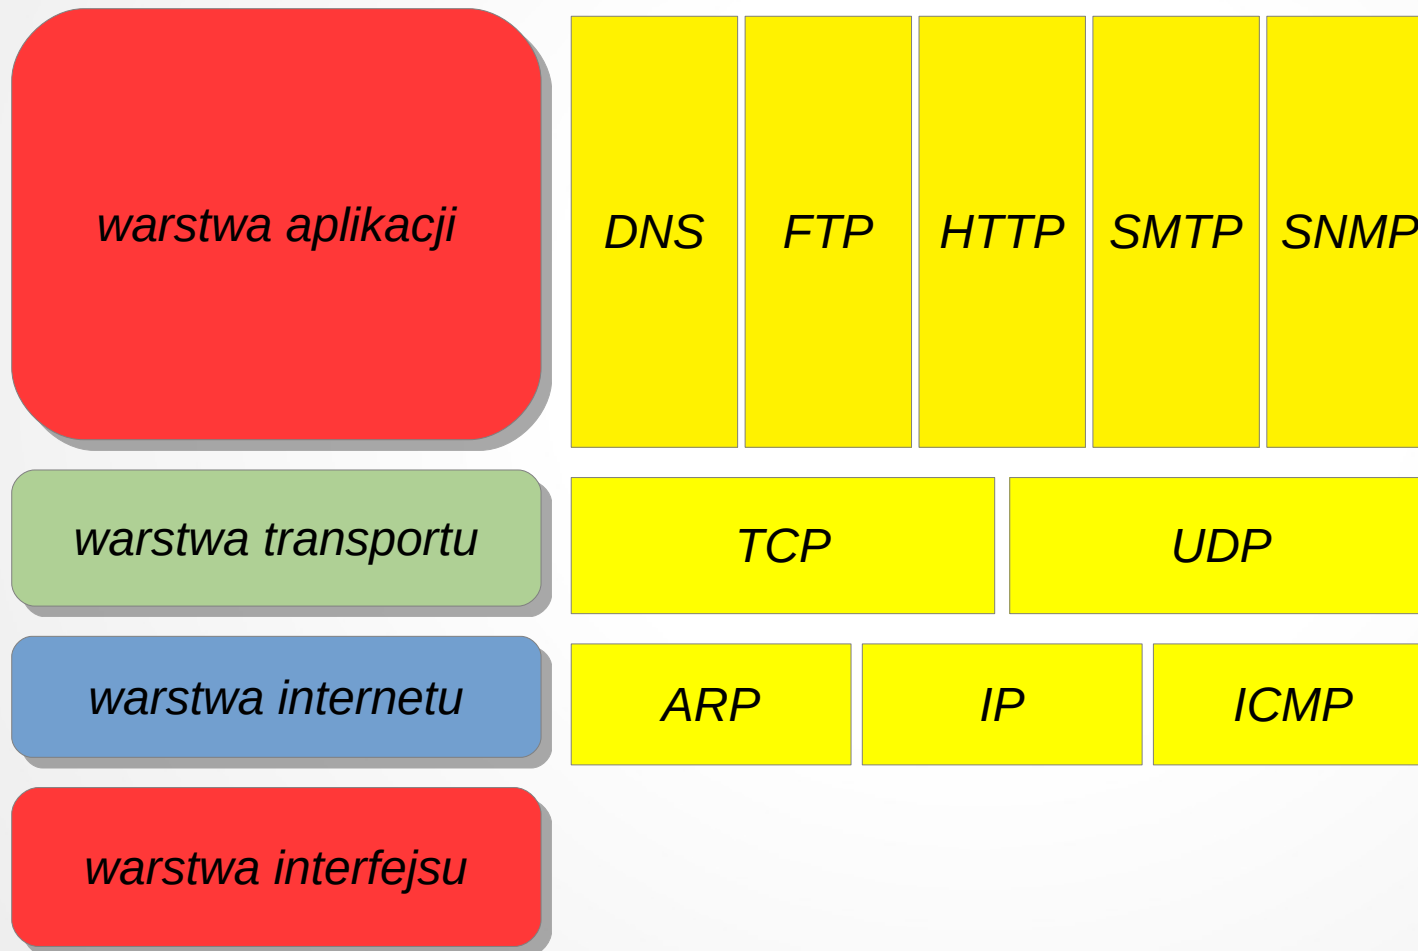 warstwa aplikacji
DNS
FTP
HTTP
SMTP
SNMP
warstwa transportu
TCP
UDP
warstwa internetu
ARP
IP
ICMP
warstwa interfejsu